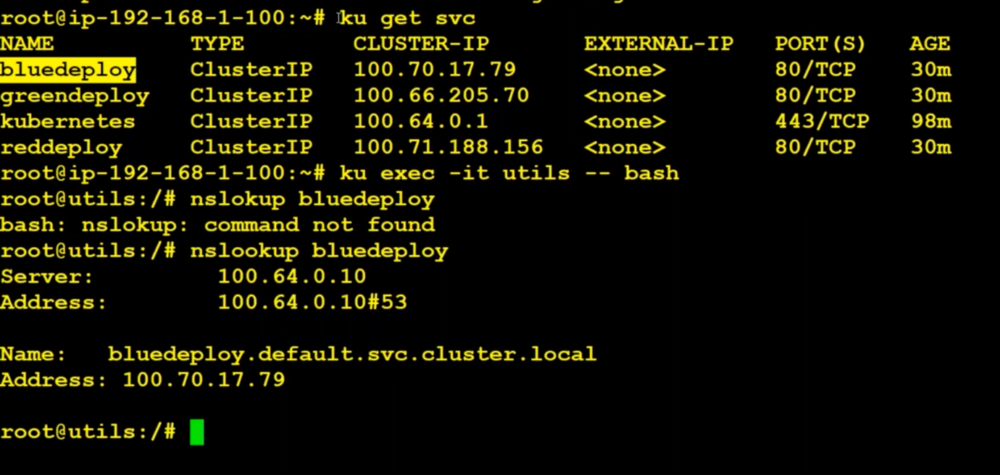 root@ip-192-168-1-100:~# ku get svc
NAME TYPE CLUSTER-IP EXTERNAL-IP PORT(S) AGE
bluedeploy ClusterIP 100.70.17.79 <none> 80/TCP 30m
greendeploy ClusterIP 100.66.205.70 <none> 80/TCP 30m
kubernetes ClusterIP 100.64.0.1 <none> 443/TCP 98m
reddeploy ClusterIP 100.71.188.156 <none> 80/TCP 30m
root@ip-192-168-1-100:~# ku exec -it utils -- bash
root@utils:/# nslokup bluedeploy
bash: nslokup: command not found
root@utils:/# nslookup bluedeploy
Server: 100.64.0.10
Address: 100.64.0.10#53
Name: bluedeploy.default.svc.cluster.local
Address: 100.70.17.79
root@utils:/#